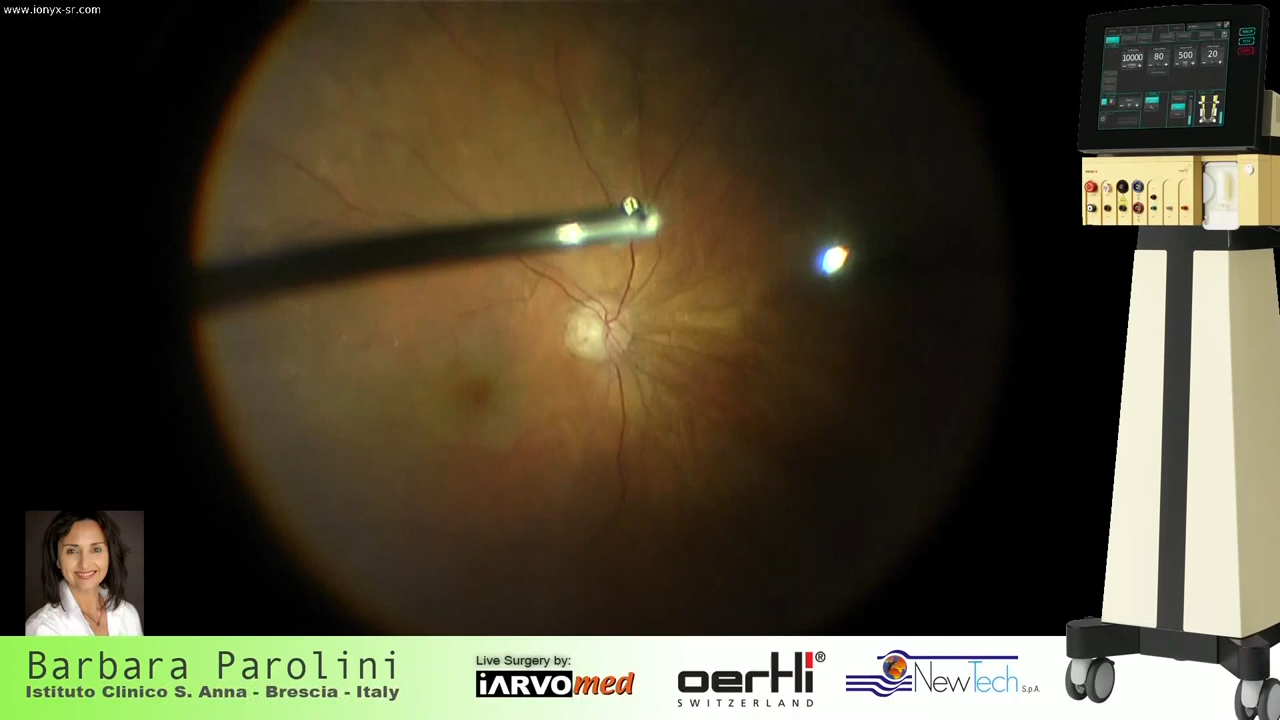 www.ionyx-sr.com
10000
80
500
20
Barbara Parolini
Istituto Clinico S. Anna - Brescia - Italy
Live Surgery by:
iARVOmed
oerHli®
SWITZERLAND
NewTech S.p.A.